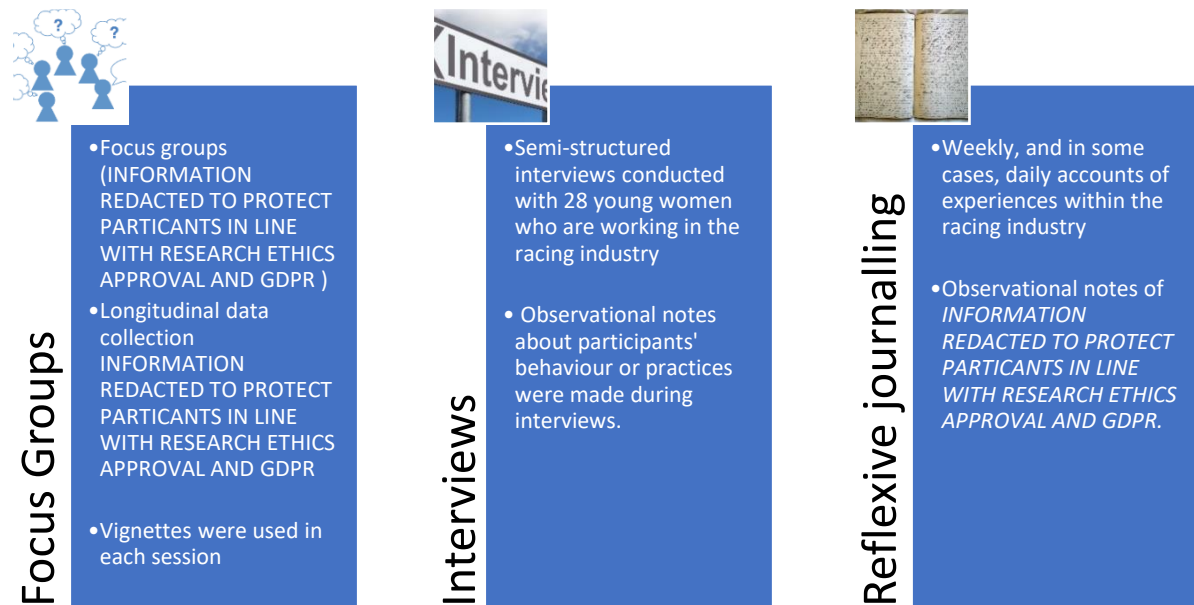 ? ?
Focus Groups
•Focus groups
(INFORMATION
REDACTED TO PROTECT
PARTICANTS IN LINE
WITH RESEARCH ETHICS
APPROVAL AND GDPR )
•Longitudinal data
collection
INFORMATION
REDACTED TO PROTECT
PARTICANTS IN LINE
WITH RESEARCH ETHICS
APPROVAL AND GDPR
•Vignettes were used in
each session
Intervie
Interviews
•Semi-structured
interviews conducted
with 28 young women
who are working in the
racing industry
• Observational notes
about participants'
behaviour or practices
were made during
interviews.
Reflexive journalling
•Weekly, and in some
cases, daily accounts of
experiences within the
racing industry
•Observational notes of
INFORMATION
REDACTED TO PROTECT
PARTICANTS IN LINE
WITH RESEARCH ETHICS
APPROVAL AND GDPR.